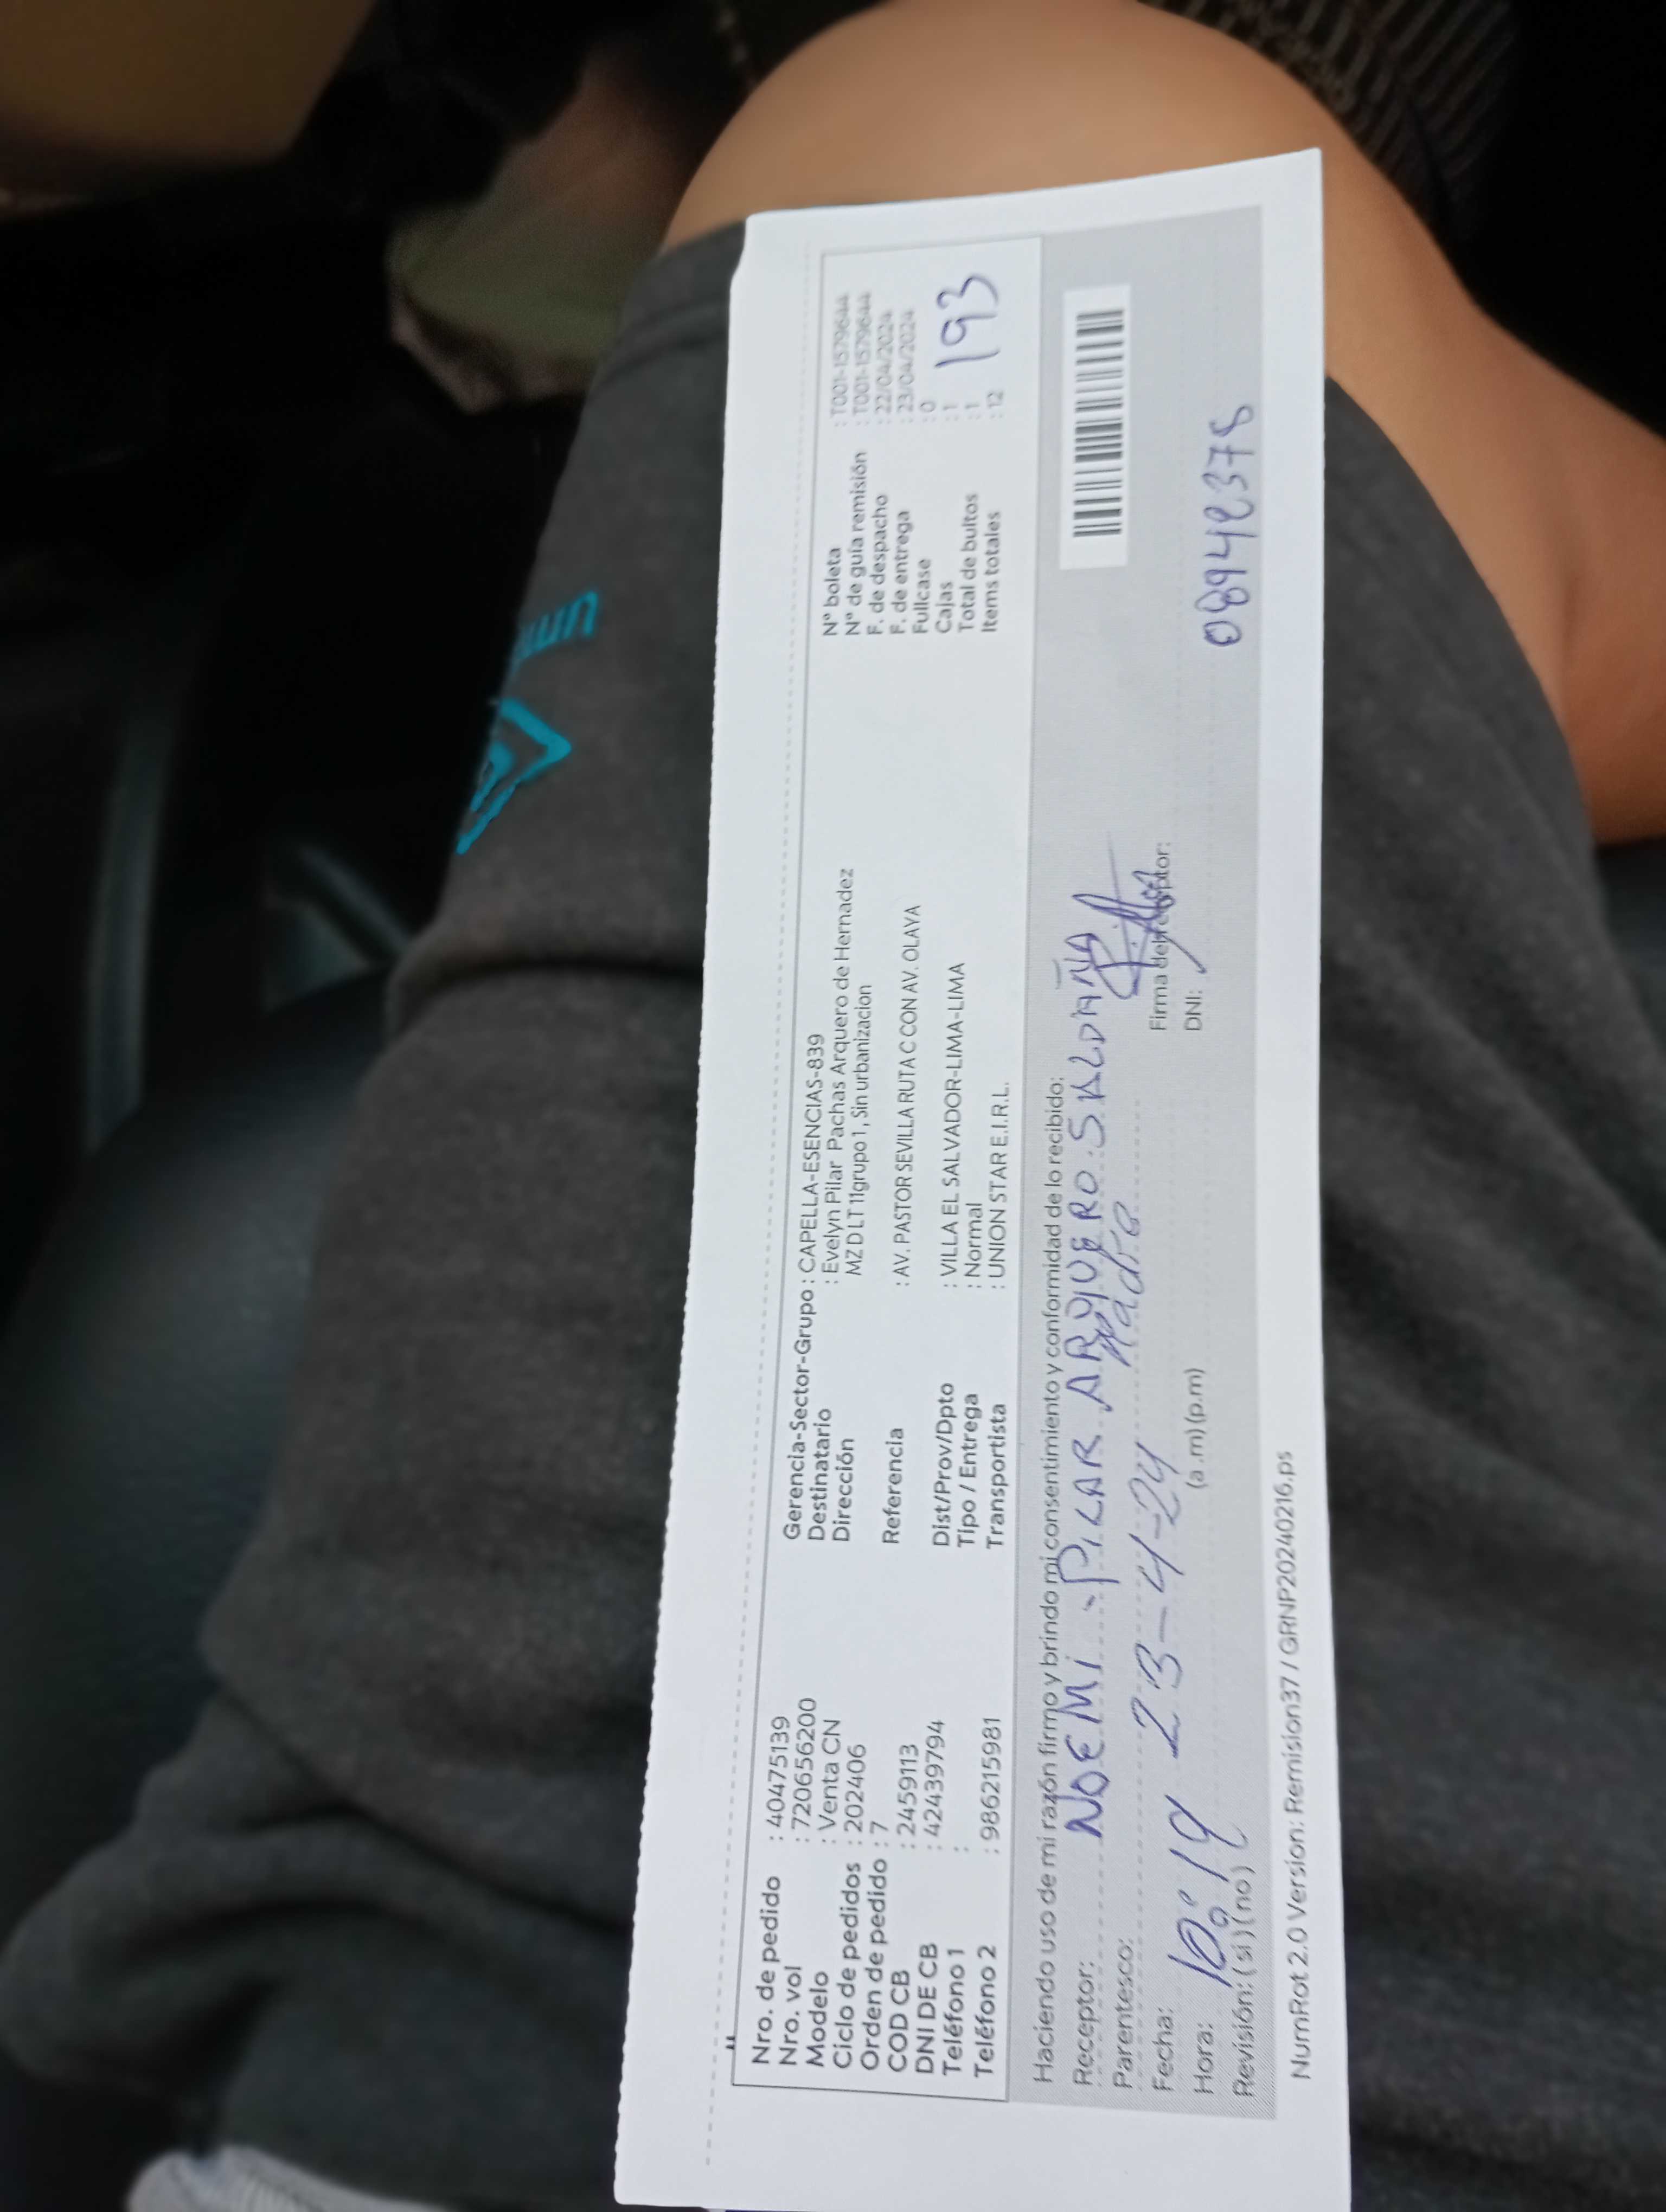 Nro. de pedido : 40475139
Nro. vol : 720656200
Modelo : Venta CN
Ciclo de pedidos : 202406
Orden de pedido : 7
COD CB : 2459113
DNI DE CB : 42439794
Teléfono 1 :
Teléfono 2 : 986215981
Gerencia-Sector-Grupo : CAPELLA-ESENCIAS-839
Destinatario : Evelyn Pilar Pachas Arquero de Hernadez
Dirección MZ D LT 11grupo 1, Sin urbanizacion
Referencia : AV. PASTOR SEVILLA RUTA C CON AV. OLAYA
Dist/Prov/Dpto : VILLA EL SALVADOR-LIMA-LIMA
Tipo / Entrega : Normal
Transportista : UNION STAR E.I.R.L.
N° boleta : T001-1579644
N° de guía remisión : T001-1579644
F. de despacho : 22/04/2024
F. de entrega : 23/04/2024
Fullcase : 0
Cajas : 1
Total de bultos : 1
Items totales : 12
193
Haciendo uso de mi razón firmo y brindo mi consentimiento y conformidad de lo recibido:
Receptor: NOEMI PILAR ARQUERO SALDAÑA
Parentesco: Madre
Fecha: 23-4-24
Firma del receptor:
Hora: 10:19 (a.m)(p.m)
DNI: 08942378
Revisión: (si)(no)
NumRot 2.0 Version: Remision37 / GRNP20240216.ps